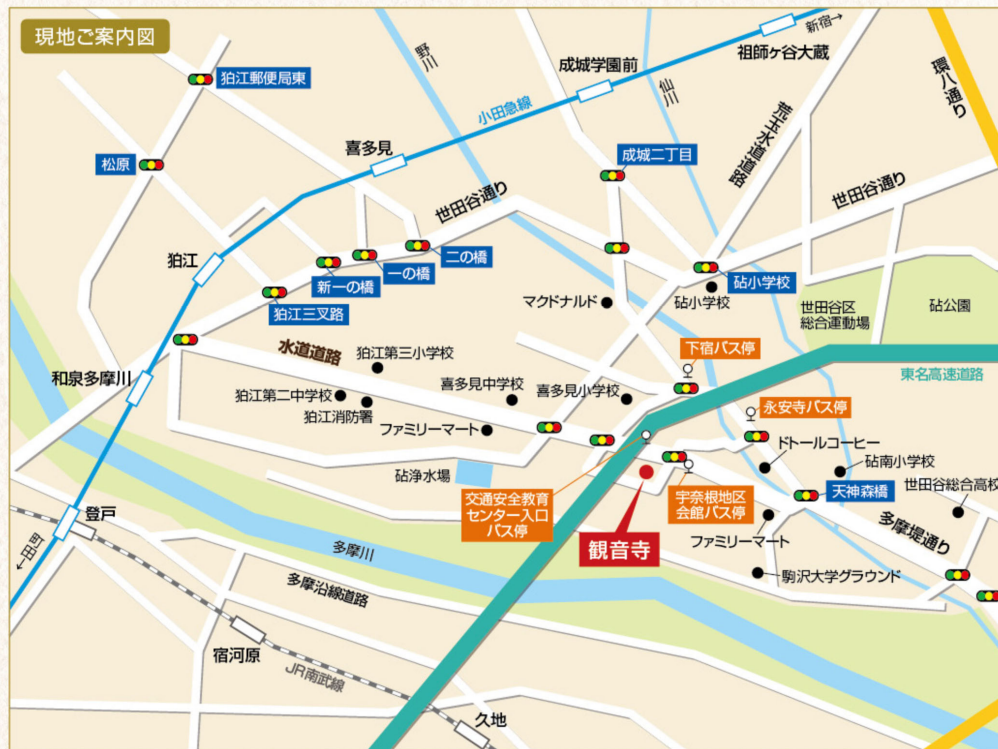 現地ご案内図
新宿→
祖師ヶ谷大蔵
成城学園前
野川
仙川
環八通り
狛江郵便局東
小田急線
荒玉水道道路
喜多見
松原
成城二丁目
世田谷通り
世田谷通り
狛江
二の橋
一の橋
新一の橋
狛江三叉路
砧小学校
砧小学校
マクドナルド
世田谷区
総合運動場
砧公園
水道道路
狛江第三小学校
下宿バス停
東名高速道路
和泉多摩川
狛江第二中学校
喜多見中学校
喜多見小学校
狛江消防署
永安寺バス停
ファミリーマート
ドトールコーヒー
砧南小学校
砧浄水場
世田谷総合高校
天神森橋
交通安全教育
センター入口
バス停
宇奈根地区
会館バス停
登戸
←町田
観音寺
ファミリーマート
多摩堤通り
多摩川
駒沢大学グラウンド
多摩沿線道路
宿河原
JR南武線
久地